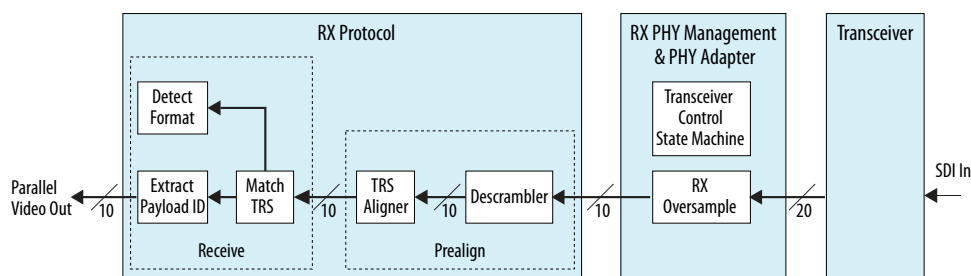 RX Protocol
RX PHY Management
& PHY Adapter
Transceiver
Detect
Format
Transceiver
Control
State Machine
Parallel
Video Out
10
Extract
Payload ID
Match
TRS
10
TRS
Aligner
10
Descrambler
10
RX
Oversample
20
SDI In
Receive
Prealign